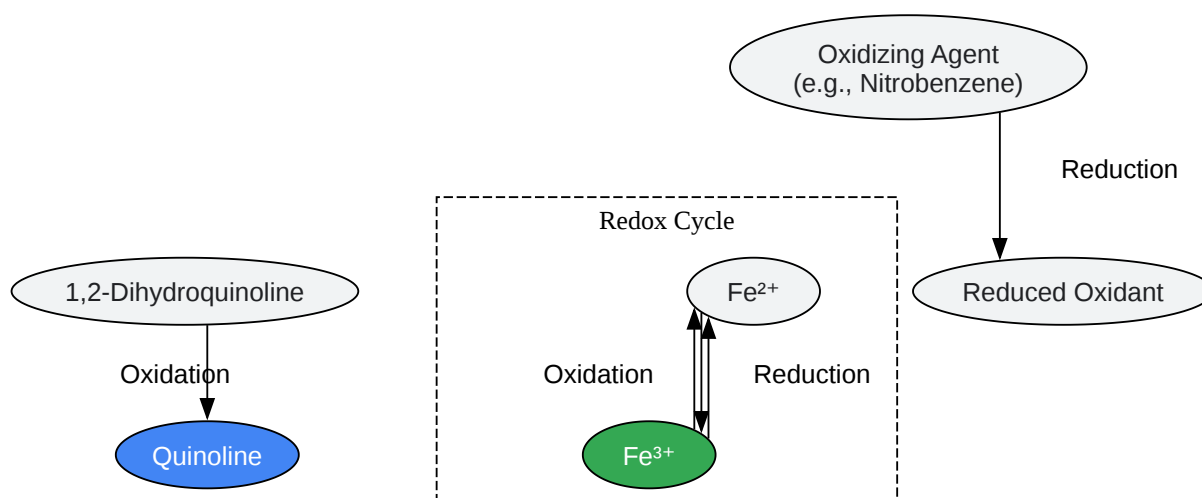 Oxidizing Agent
(e.g., Nitrobenzene)
Reduction
Redox Cycle
1,2-Dihydroquinoline
Fe²⁺
Reduced Oxidant
Oxidation
Oxidation
Reduction
Quinoline
Fe³⁺